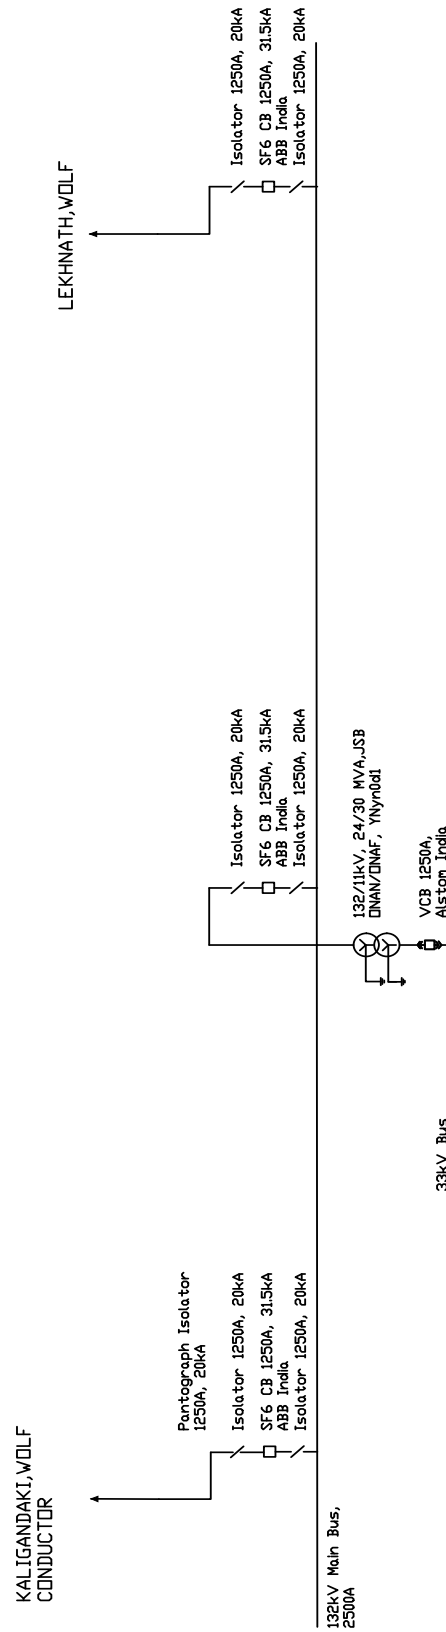 LEKHNATH,WOLF
Isolator 1250A, 20kA
SF6 CB 1250A, 31.5kA
ABB India
Isolator 1250A, 20kA
Isolator 1250A, 20kA
SF6 CB 1250A, 31.5kA
ABB India
Isolator 1250A, 20kA
132/11kV, 24/30 MVA,JSB
ONAN/ONAF, YNyn0d1
VCB 1250A,
Alstom India
33kV Bus
KALIGANDAKI,WOLF
CONDUCTOR
Pantograph Isolator
1250A, 20kA
Isolator 1250A, 20kA
SF6 CB 1250A, 31.5kA
ABB India
Isolator 1250A, 20kA
132kV Main Bus,
2500A